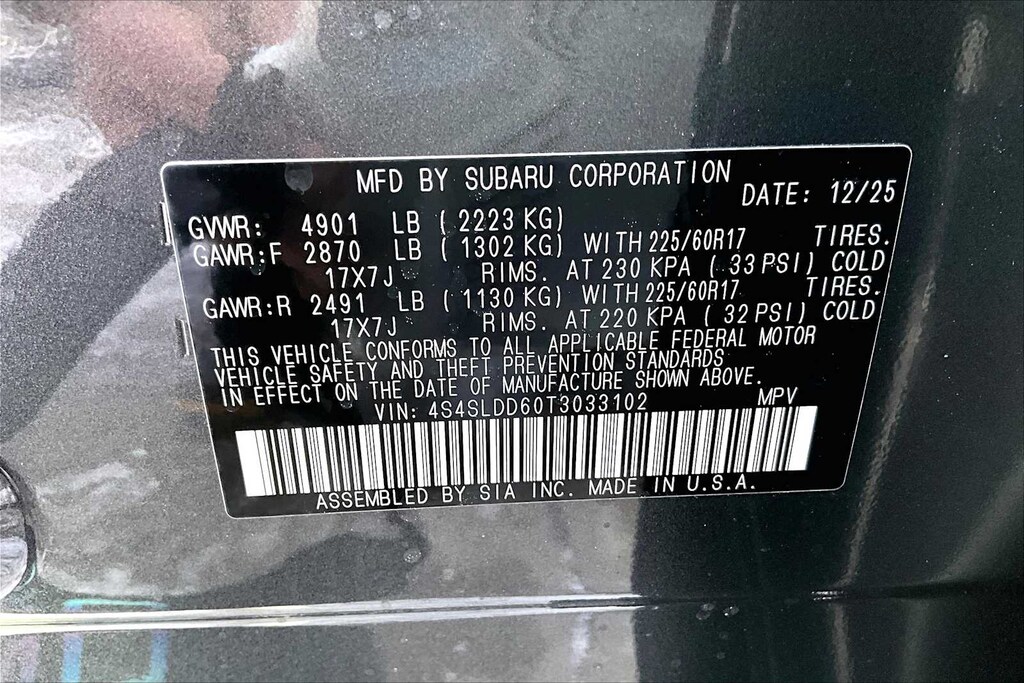 MFD BY SUBARU CORPORATION
DATE: 12/25
GVWR: 4901 LB ( 2223 KG)
GAWR:F 2870 LB ( 1302 KG) WITH 225/60R17 TIRES.
17X7J RIMS. AT 230 KPA ( 33 PSI) COLD
GAWR:R 2491 LB ( 1130 KG) WITH 225/60R17 TIRES.
17X7J RIMS. AT 220 KPA ( 32 PSI) COLD
THIS VEHICLE CONFORMS TO ALL APPLICABLE FEDERAL MOTOR
VEHICLE SAFETY AND THEFT PREVENTION STANDARDS
IN EFFECT ON THE DATE OF MANUFACTURE SHOWN ABOVE.
VIN: 4S4SLDD60T3033102 MPV
ASSEMBLED BY SIA INC. MADE IN U.S.A.